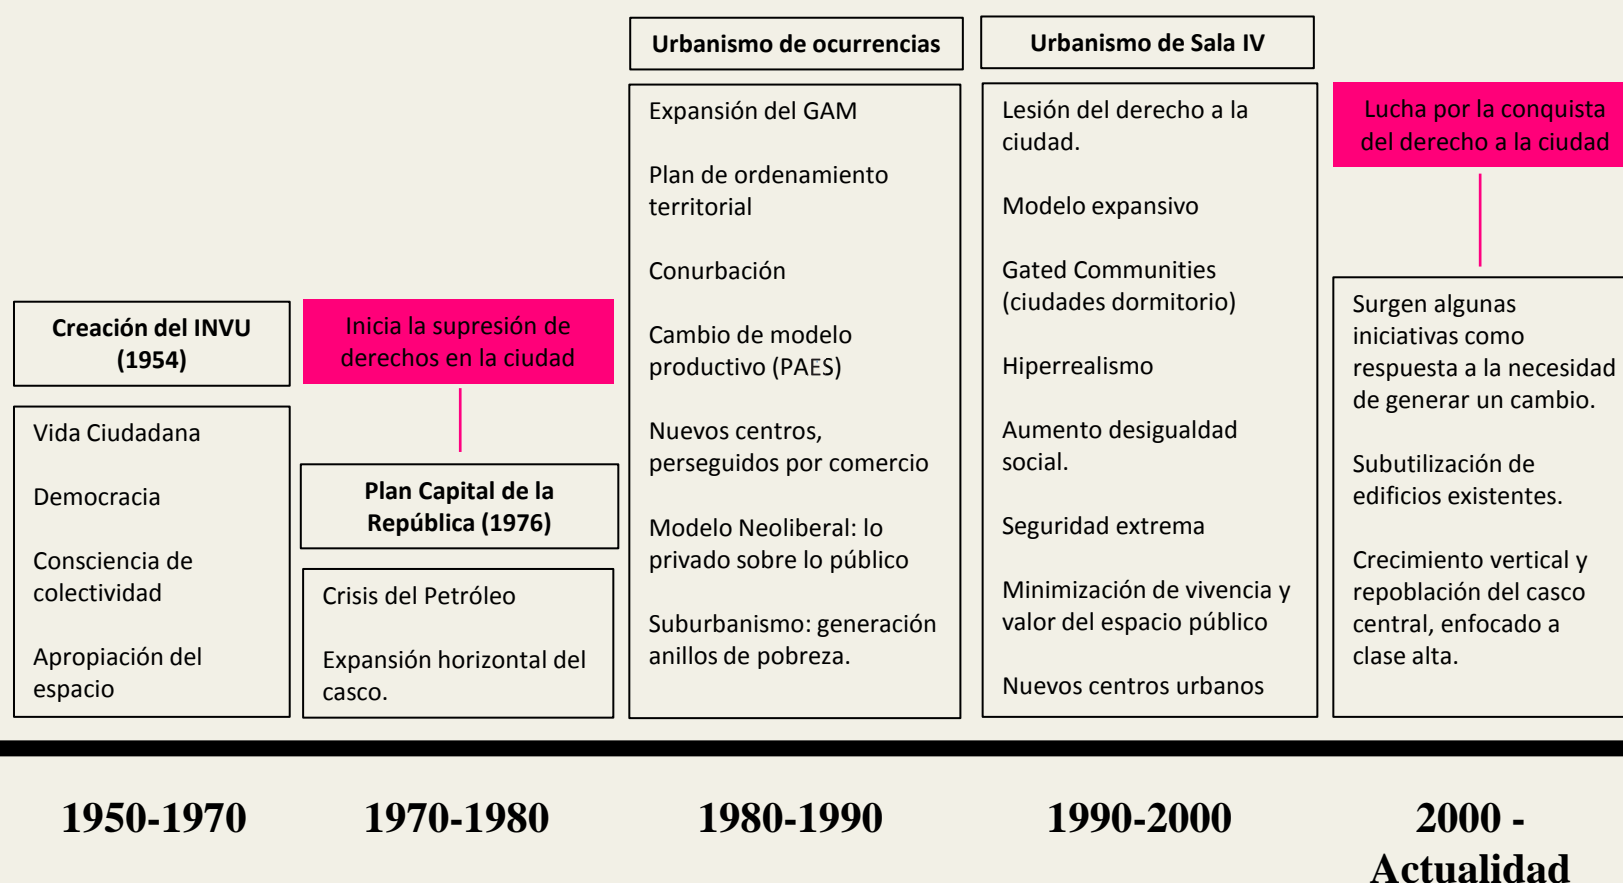 Creación del INVU
(1954)
Vida Ciudadana
Democracia
Consciencia de
colectividad
Apropiación del
espacio
Inicia la supresión de
derechos en la ciudad
Plan Capital de la
República (1976)
Crisis del Petróleo
Expansión horizontal del
casco.
Urbanismo de ocurrencias
Expansión del GAM
Plan de ordenamiento
territorial
Conurbación
Cambio de modelo
productivo (PAES)
Nuevos centros,
perseguidos por comercio
Modelo Neoliberal: lo
privado sobre lo público
Suburbanismo: generación
anillos de pobreza.
Urbanismo de Sala IV
Lesión del derecho a la
ciudad.
Modelo expansivo
Gated Communities
(ciudades dormitorio)
Hiperrealismo
Aumento desigualdad
social.
Seguridad extrema
Minimización de vivencia y
valor del espacio público
Nuevos centros urbanos
Lucha por la conquista
del derecho a la ciudad
Surgen algunas
iniciativas como
respuesta a la necesidad
de generar un cambio.
Subutilización de
edificios existentes.
Crecimiento vertical y
repoblación del casco
central, enfocado a
clase alta.
1950-1970
1970-1980
1980-1990
1990-2000
2000 -
Actualidad